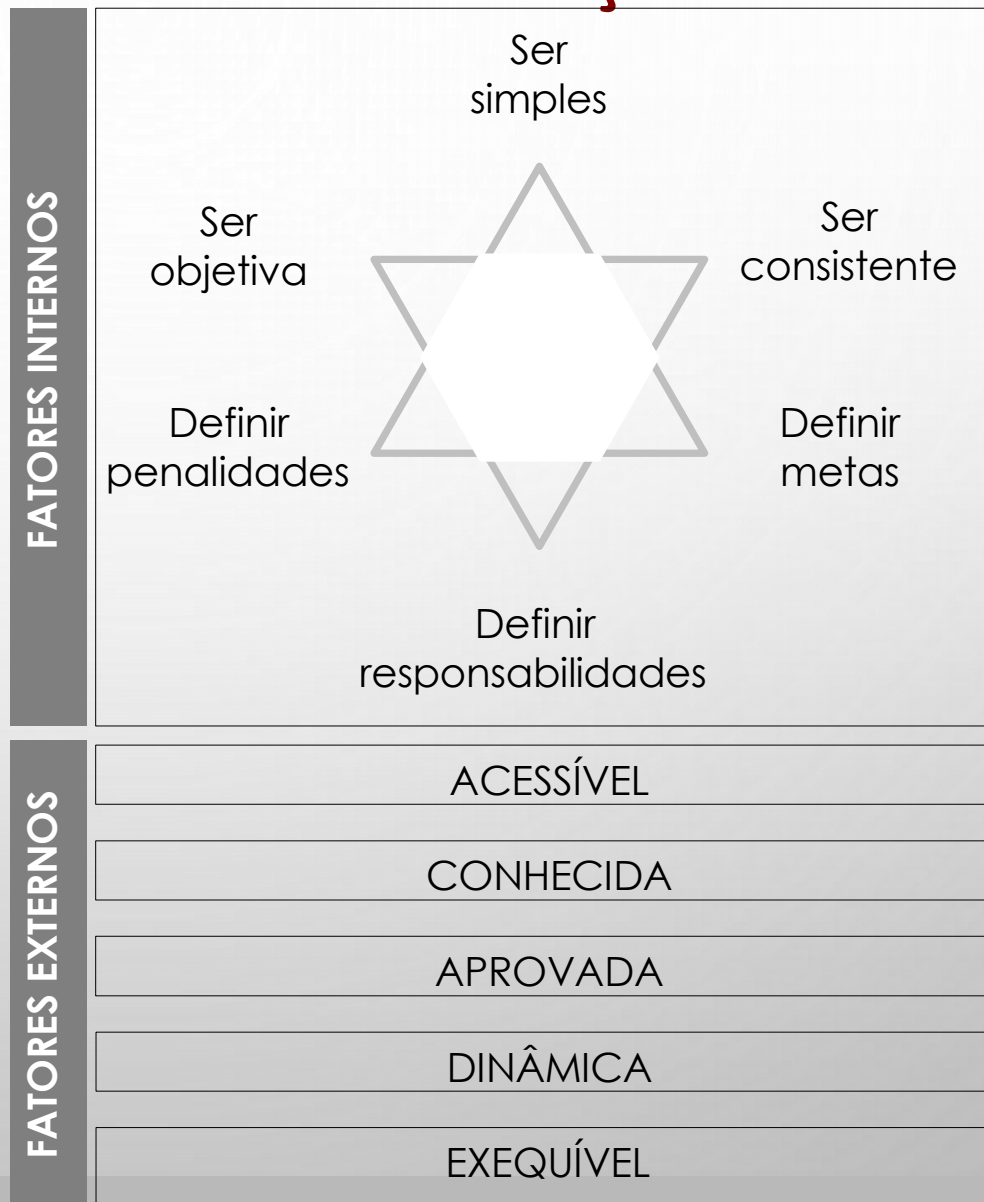 FATORES INTERNOS
Ser
simples
Ser
objetiva
Ser
consistente
Definir
penalidades
Definir
metas
Definir
responsabilidades
FATORES EXTERNOS
ACESSÍVEL
CONHECIDA
APROVADA
DINÂMICA
EXEQUÍVEL